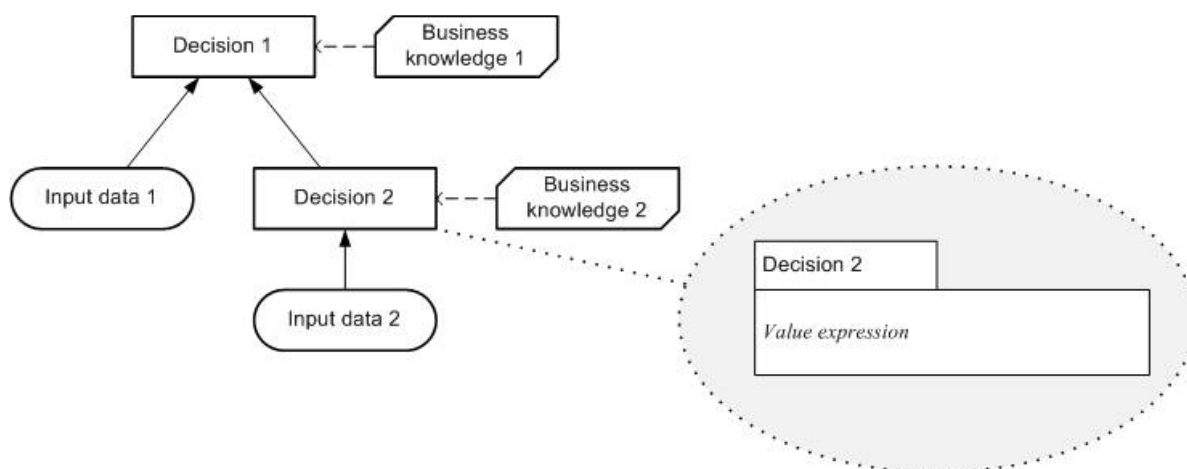 Decision 1
Business
knowledge 1
Input data 1
Decision 2
Business
knowledge 2
Input data 2
Decision 2
Value expression